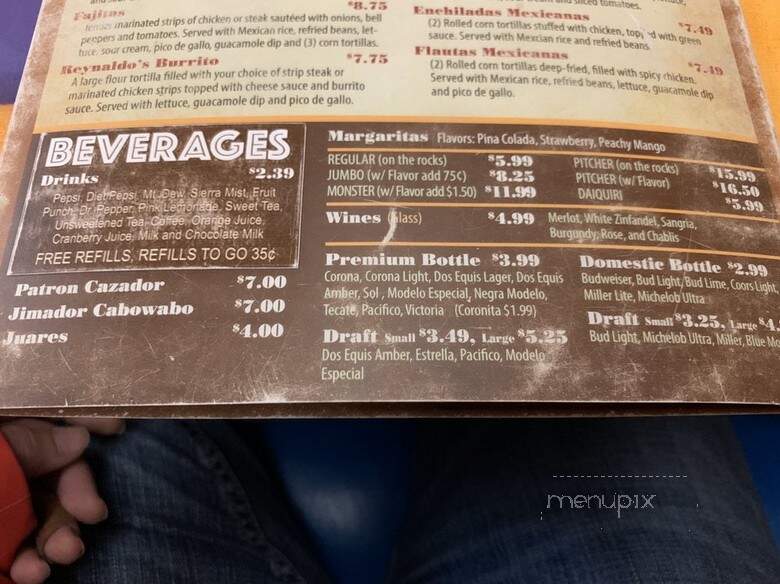 $8.75
Fajitas
marinated strips of chicken or steak sautéed with onions, bell
peppers and tomatoes. Served with Mexican rice, refried beans, let-
tuce, sour cream, pico de gallo, guacamole dip and (3) corn tortillas.
Reynaldo's Burrito $7.75
A large flour tortilla filled with your choice of strip steak or
marinated chicken strips topped with cheese sauce and burrito
sauce. Served with lettuce, guacamole dip and pico de gallo.
and sliced tomatoes.
Enchiladas Mexicanas $7.49
(2) Rolled corn tortillas stuffed with chicken, with green
sauce. Served with Mexcian rice and refried beans
Flautas Mexicanas $7.49
(2) Rolled corn tortillas deep-fried, filled with spicy chicken.
Served with Mexican rice, refried beans, lettuce, guacamole dip
and pico de gallo.
BEVERAGES
Drinks $2.39
Pepsi, Diet Pepsi, Mt. Dew, Sierra Mist, Fruit
Punch, Dr. Pepper, Pink Lemonade, Sweet Tea,
Unsweetened Tea, Coffee, Orange Juice,
Cranberry Juice, Milk and Chocolate Milk
FREE REFILLS, REFILLS TO GO 35¢
Patron Cazador $7.00
Jimador Cabowabo $7.00
Juares $4.00
Margaritas Flavors: Pina Colada, Strawberry, Peachy Mango
REGULAR (on the rocks) $5.99
JUMBO (w/ Flavor add 75¢) $8.25
MONSTER (w/ Flavor add $1.50) $11.99
PITCHER (on the rocks) $15.99
PITCHER (w/ Flavor) $16.50
DAIQUIRI $5.99
Wines (glass) $4.99
Merlot, White Zinfandel, Sangria,
Burgundy, Rose, and Chablis
Premium Bottle $3.99
Corona, Corona Light, Dos Equis Lager, Dos Equis
Amber, Sol, Modelo Especial, Negra Modelo,
Tecate, Pacifico, Victoria (Coronita $1.99)
Draft Small $3.49, Large $5.25
Dos Equis Amber, Estrella, Pacifico, Modelo
Especial
Domestic Bottle $2.99
Budweiser, Bud Light, Bud Lime, Coors Light,
Miller Lite, Michelob Ultra
Draft Small $3.25, Large
Bud Light, Michelob Ultra, Miller, Blue
menupix